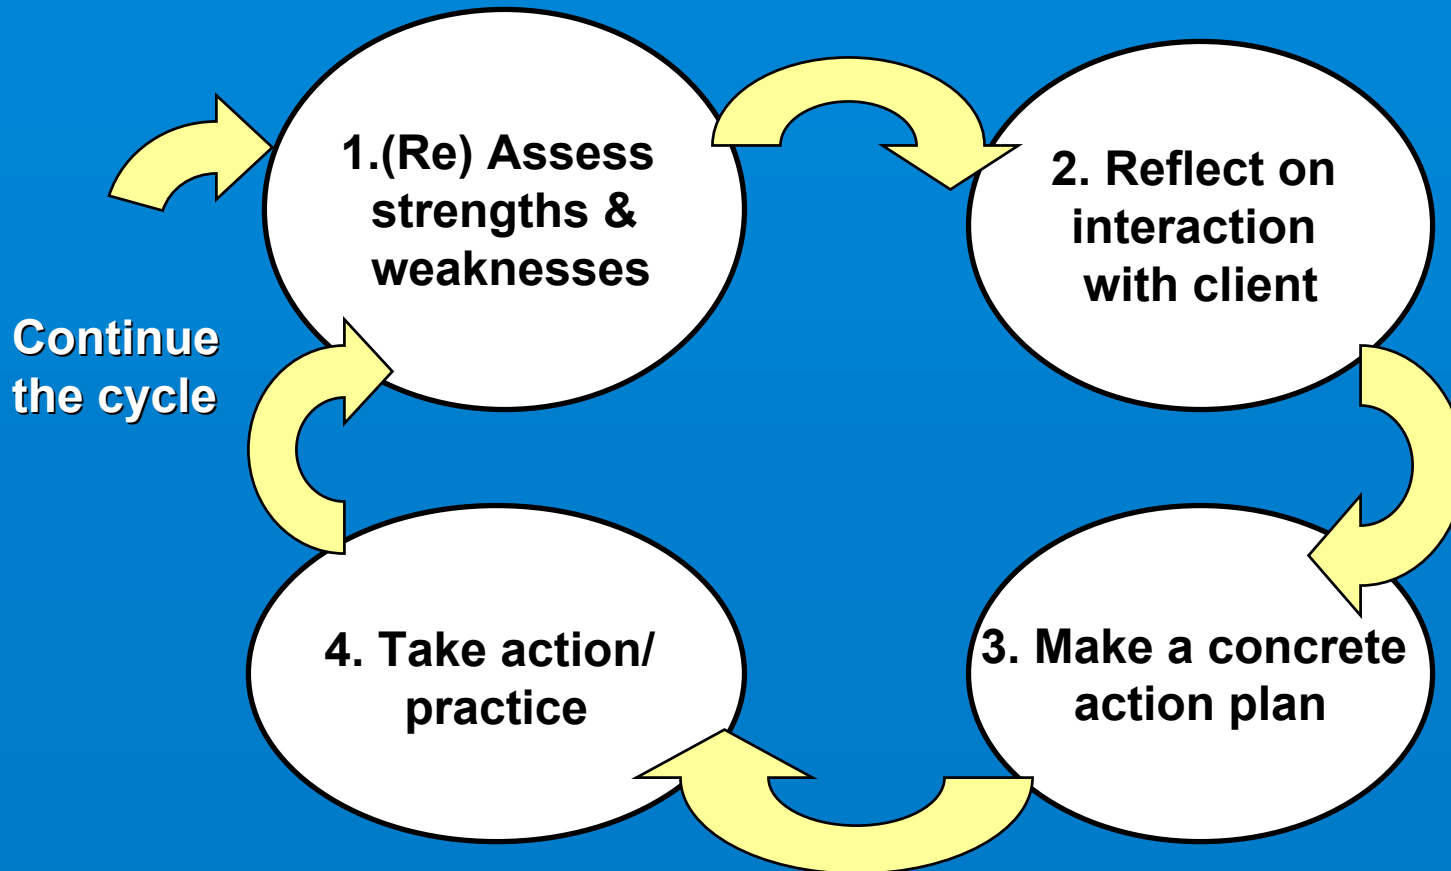 1.(Re) Assess
strengths &
weaknesses
2. Reflect on
interaction
with client
Continue
the cycle
3. Make a concrete
action plan
4. Take action/
practice